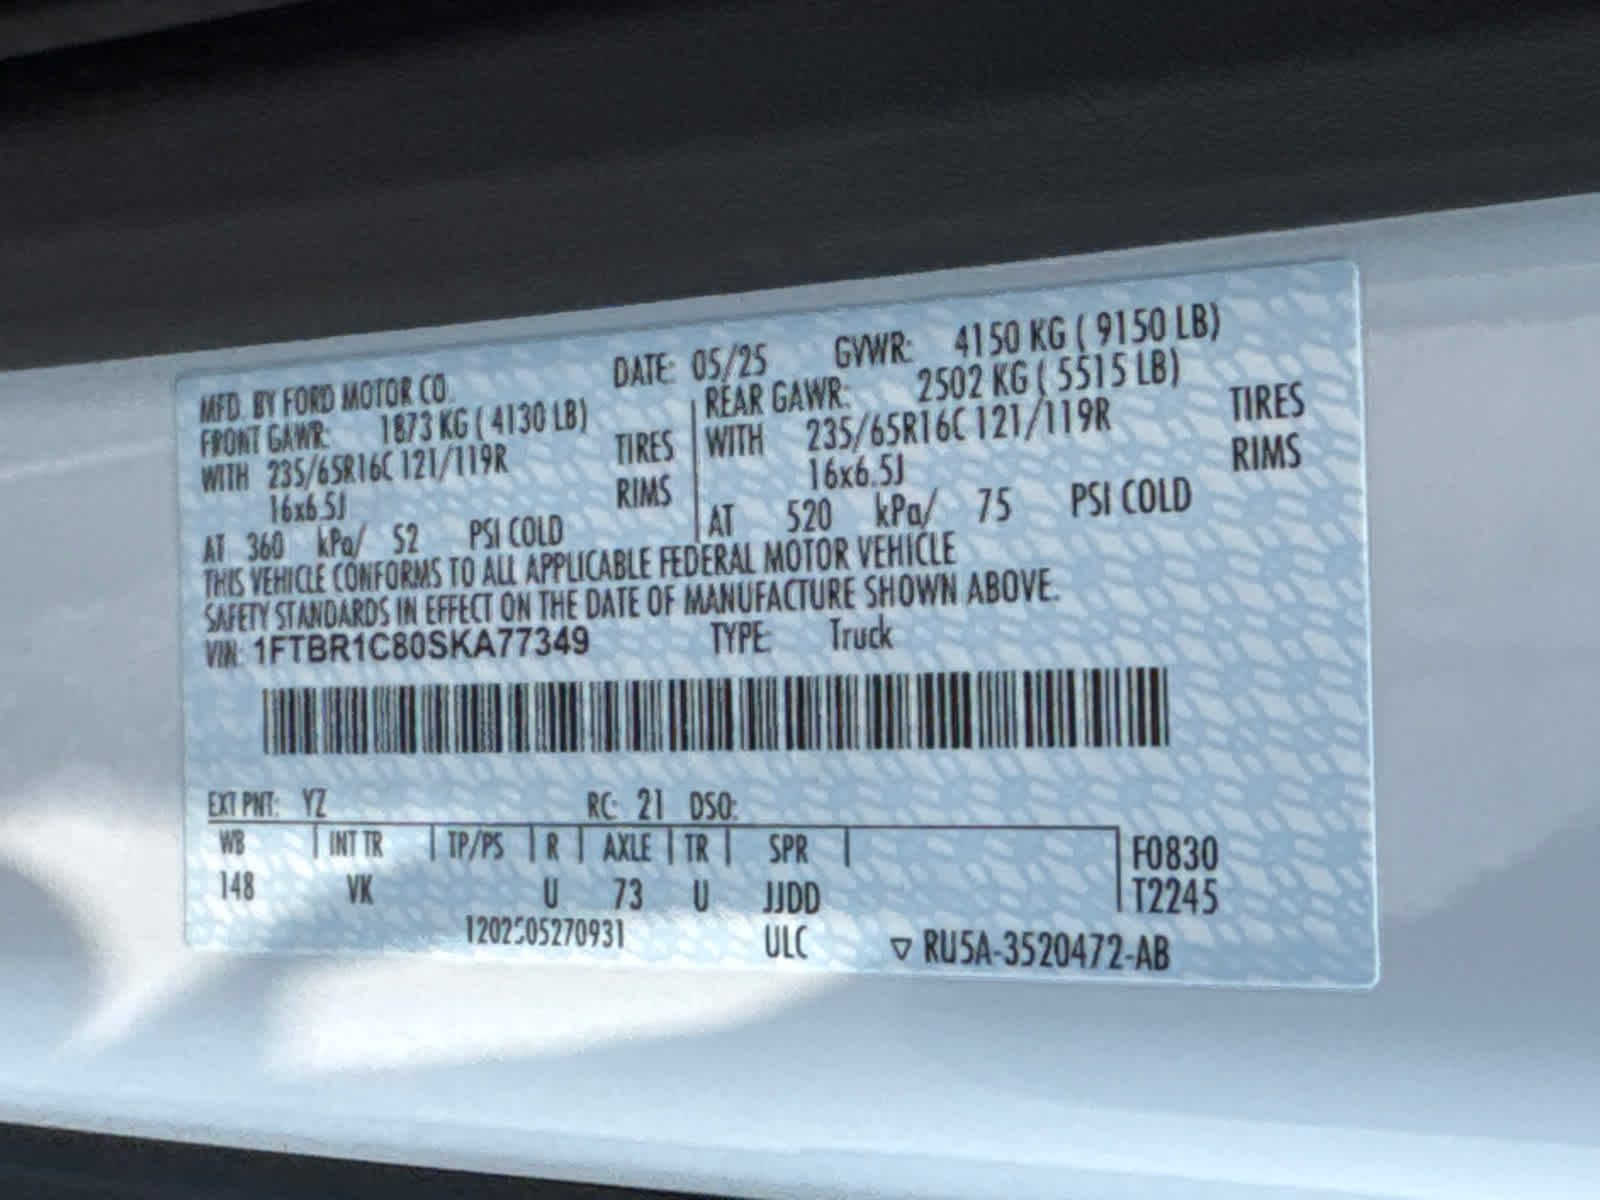 MFD. BY FORD MOTOR CO. DATE: 05/25 GVWR: 4150 KG ( 9150 LB)
FRONT GAWR: 1873 KG ( 4130 LB) REAR GAWR: 2502 KG ( 5515 LB)
WITH 235/65R16C 121/119R TIRES WITH 235/65R16C 121/119R TIRES
16x6.5J RIMS 16x6.5J RIMS
AT 360 kPa/ 52 PSI COLD AT 520 kPa/ 75 PSI COLD
THIS VEHICLE CONFORMS TO ALL APPLICABLE FEDERAL MOTOR VEHICLE
SAFETY STANDARDS IN EFFECT ON THE DATE OF MANUFACTURE SHOWN ABOVE.
VIN: 1FTBR1C80SKA77349 TYPE: Truck
EXT PNT: YZ RC: 21 DSO:
WB INT TR TP/PS R AXLE TR SPR F0830
148 VK U 73 U JJDD T2245
1202505270931 ULC ▽ RU5A-3520472-AB